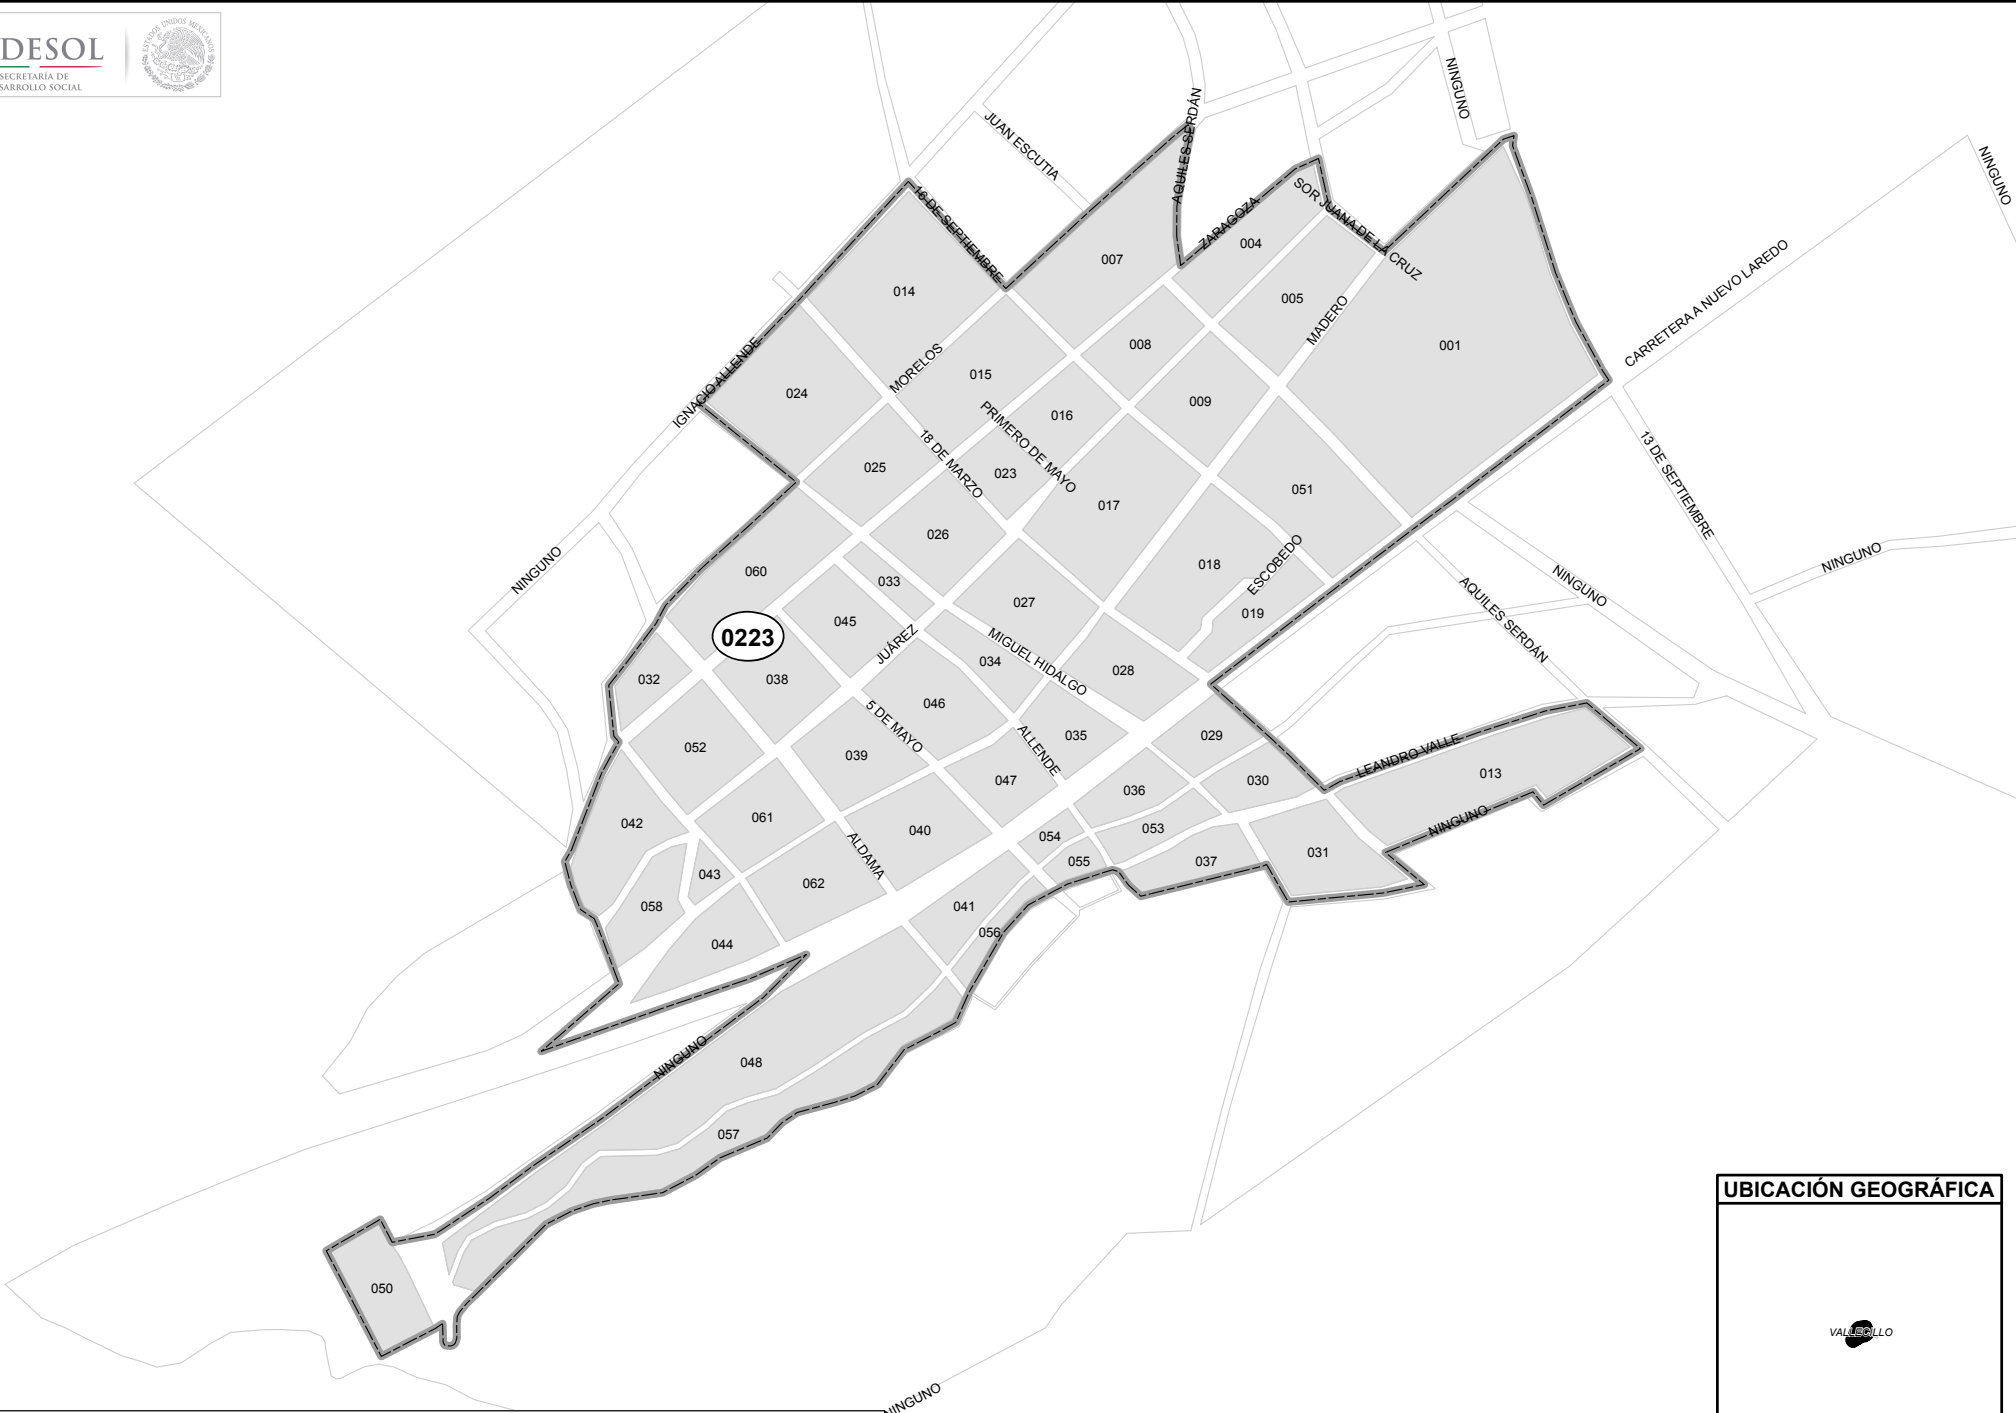 DESOL
SECRETARÍA DE
SARROLLO SOCIAL
ESTADOS UNIDOS MEXICANOS
NINGUNO
AQUILES SERDÁN
JUAN ESCUTIA
NINGUNO
16 DE SEPTIEMBRE
SOR JUANA DE LA CRUZ
ZARAGOZA
004
007
CARRETERA A NUEVO LAREDO
014
005
MADERO
008
001
IGNACIO ALLENDE
MORELOS
015
024
009
016
PRIMERO DE MAYO
18 DE MARZO
025
023
13 DE SEPTIEMBRE
051
017
026
NINGUNO
NINGUNO
018
ESCOBEDO
060
033
NINGUNO
AQUILES SERDÁN
027
019
045
0223
JUÁREZ
MIGUEL HIDALGO
034
028
032
038
046
5 DE MAYO
035
029
ALLENDE
052
039
LEANDRO VALLE
013
047
030
036
061
042
NINGUNO
040
053
054
ALDAMA
031
055
037
043
062
058
041
056
044
NINGUNO
048
057
UBICACIÓN GEOGRÁFICA
050
VALLECILLO
NINGUNO